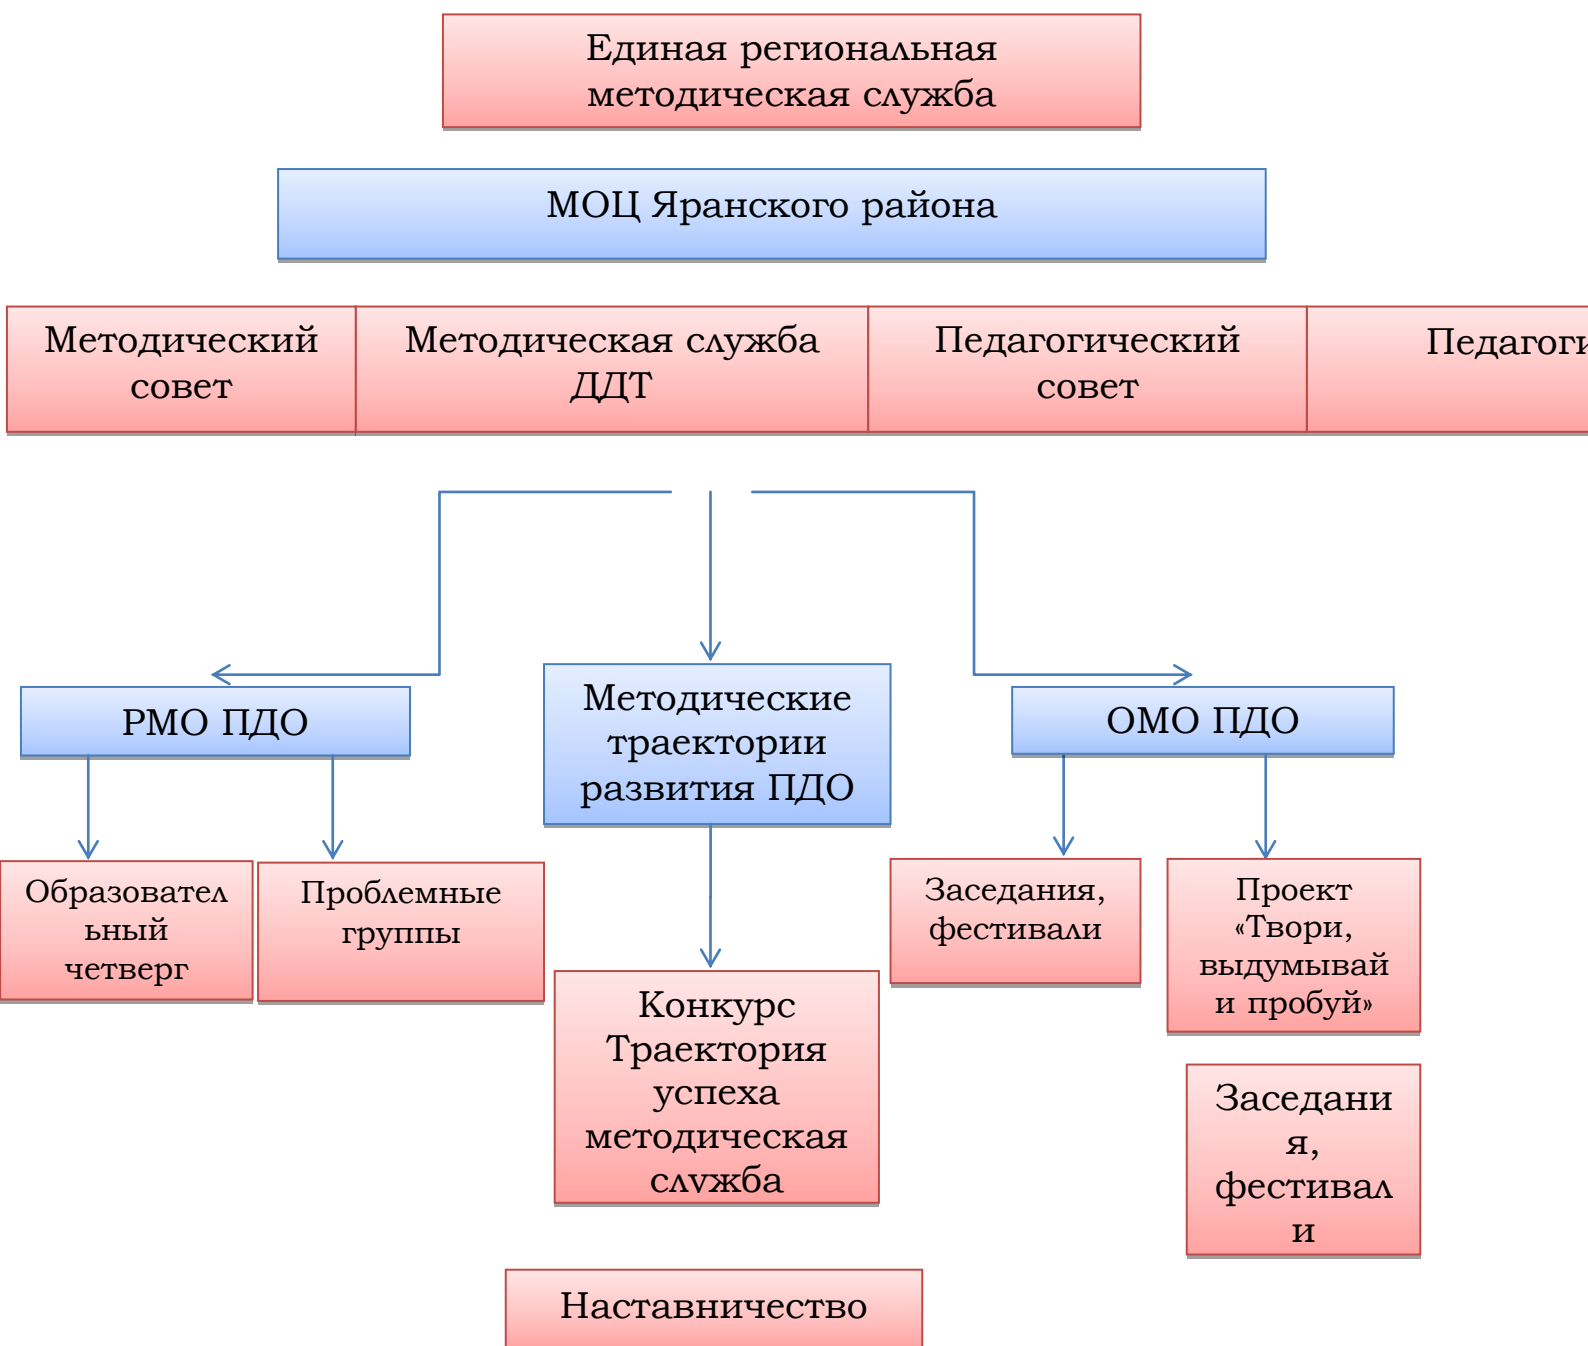 Единая региональная
методическая служба
МОЦ Яранского района
Методический
совет
Методическая служба
ДДТ
Педагогический
совет
РМО ПДО
Методические
траектории
развития ПДО
ОМО ПДО
Образовател
ьный
четверг
Проблемные
группы
Конкурс
Траектория
успеха
методическая
служба
Заседания,
фестивали
Проект
«Твори,
выдумывай
и пробуй»
Заседани
я,
фестивал
и
Наставничество